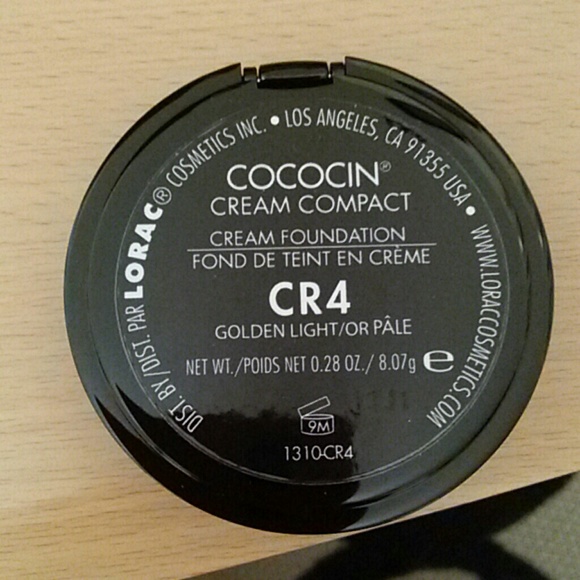 DIST. BY/DIST. PAR LORAC® COSMETICS INC. • LOS ANGELES, CA 91355 USA • WWW.LORACCOSMETICS.COM
COCOCIN®
CREAM COMPACT
CREAM FOUNDATION
FOND DE TEINT EN CRÈME
CR4
GOLDEN LIGHT/OR PÂLE
NET WT./POIDS NET 0.28 OZ./ 8.07g e
9M
1310-CR4